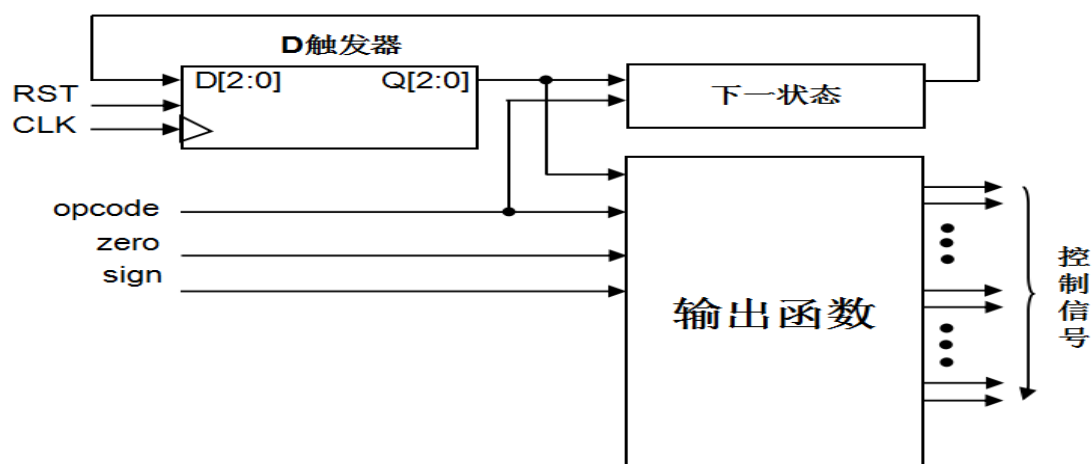 D触发器
D[2:0]
Q[2:0]
RST
CLK
下一状态
opcode
zero
sign
输出函数
控制信号